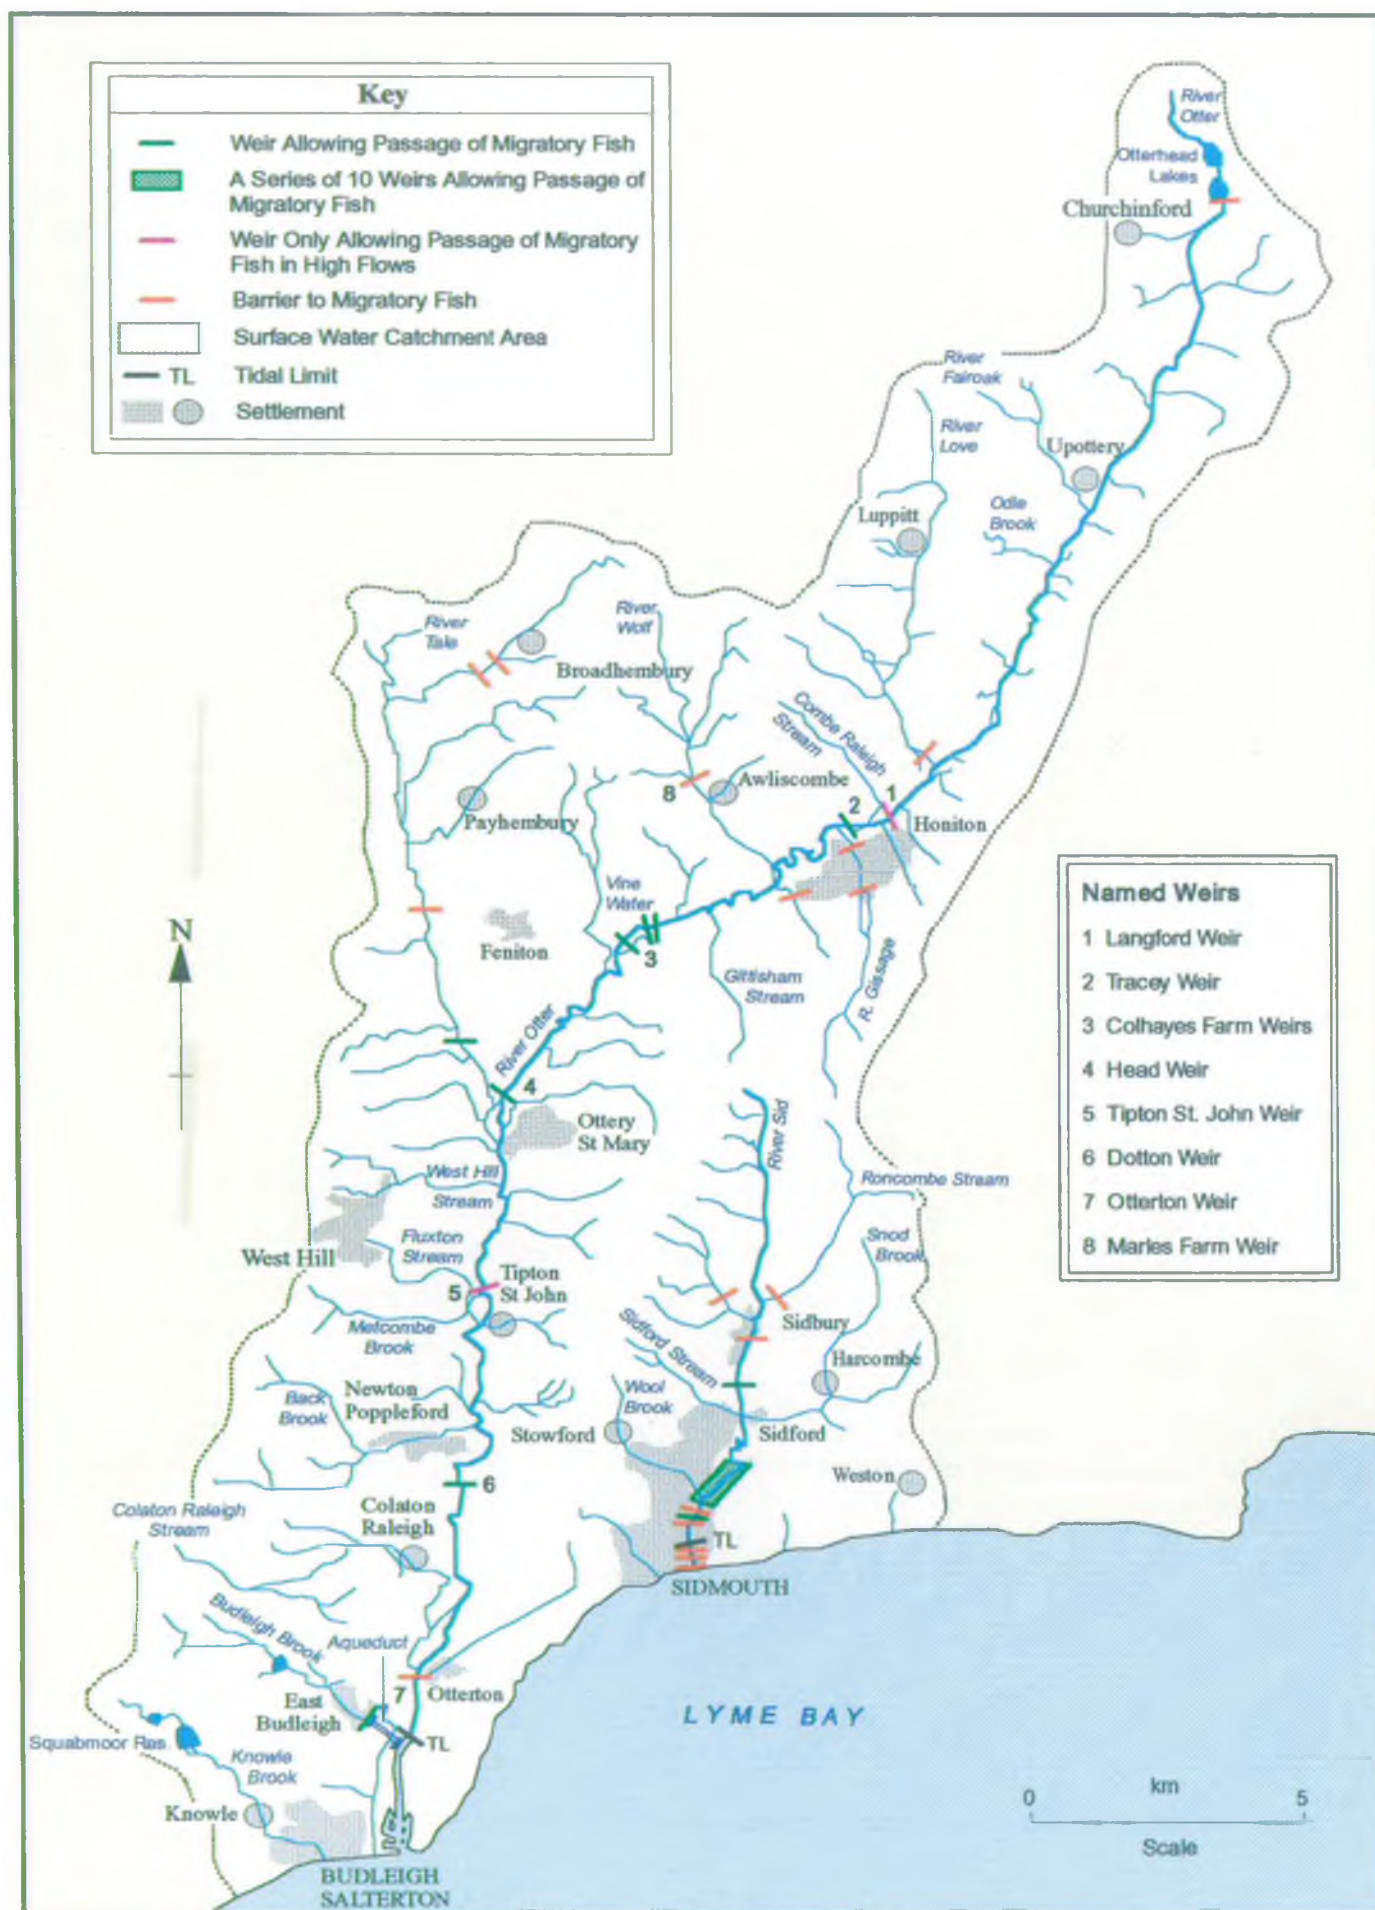 Key
Weir Allowing Passage of Migratory Fish
A Series of 10 Weirs Allowing Passage of
Migratory Fish
Weir Only Allowing Passage of Migratory
Fish in High Flows
Barrier to Migratory Fish
Surface Water Catchment Area
TL Tidal Limit
Settlement
River
Otter
Otterhead
Lakes
Churchinford
River
Fairoak
River
Love
Upottery
Odle
Brook
Luppitt
River
Tale
River
Wolf
Broadhembury
Combe Raleigh
Stream
8
Awliscombe
2
1
Honiton
Payhembury
Vine
Water
3
Feniton
Gittisham
Stream
R. Gissage
N
River Otter
4
Ottery
St Mary
River Sid
West Hill
Stream
Roncombe Stream
Snod
Brook
Fluxton
Stream
West Hill
5
Tipton
St John
Metcombe
Brook
Sidbury
Sidford Stream
Harcombe
Wool
Brook
Back
Brook
Newton
Poppleford
Stowford
Sidford
Weston
6
Colaton
Raleigh
Colaton Raleigh
Stream
TL
SIDMOUTH
Budleigh Brook
Aqueduct
7
Otterton
East
Budleigh
TL
Squabmoor Res.
Knowle
Brook
Knowle
BUDLEIGH
SALTERTON
LYME BAY
Named Weirs
1 Langford Weir
2 Tracey Weir
3 Colhayes Farm Weirs
4 Head Weir
5 Tipton St. John Weir
6 Dotton Weir
7 Otterton Weir
8 Marles Farm Weir
km
0 5
Scale